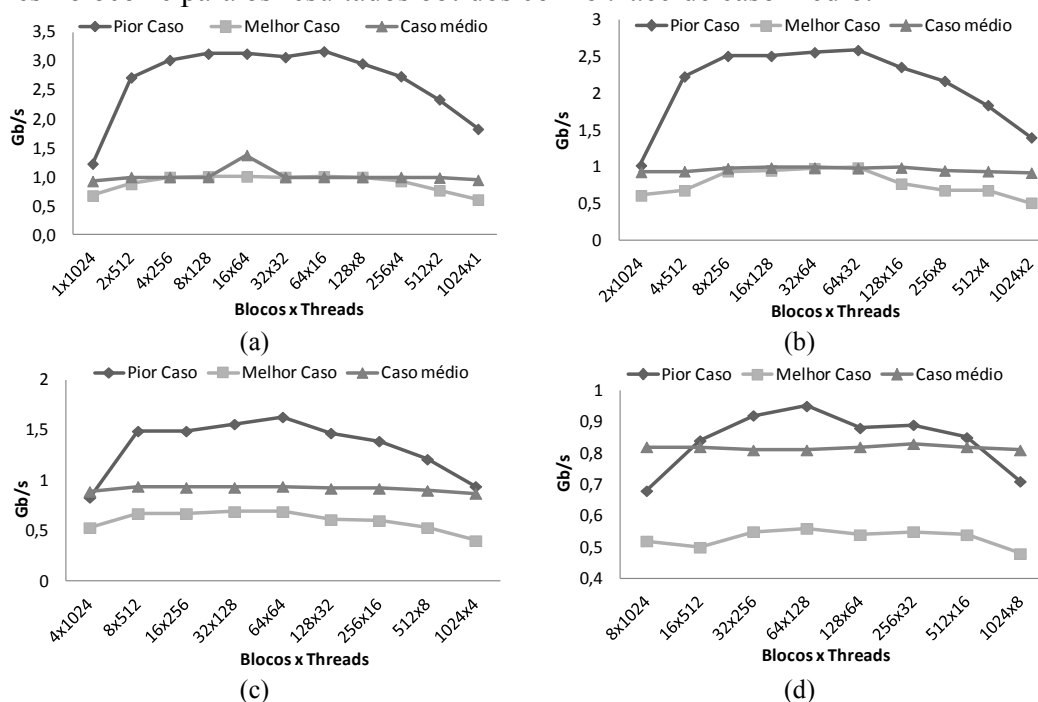 para os resultados
Pior Caso Melhor Caso Caso médio
3,5
3,0
2,5
2,0
1,5
1,0
0,5
0,0
Gb/s
1x1024 2x512 4x256 8x128 16x64 32x32 64x16 128x8 256x4 512x2 1024x1
Blocos x Threads
(a)
Pior Caso Melhor Caso Caso médio
3
2,5
2
1,5
1
0,5
0
Gb/s
2x1024 4x512 8x256 16x128 32x64 64x32 128x16 256x8 512x4 1024x2
Blocos x Threads
(b)
Pior Caso Melhor Caso Caso médio
2
1,5
1
0,5
0
Gb/s
4x1024 8x512 16x256 32x128 64x64 128x32 256x16 512x8 1024x4
Blocos x Threads
(c)
Pior Caso Melhor Caso Caso médio
1
0,9
0,8
0,7
0,6
0,5
0,4
Gb/s
8x1024 16x512 32x256 64x128 128x64 256x32 512x16 1024x8
Blocos x Threads
(d)